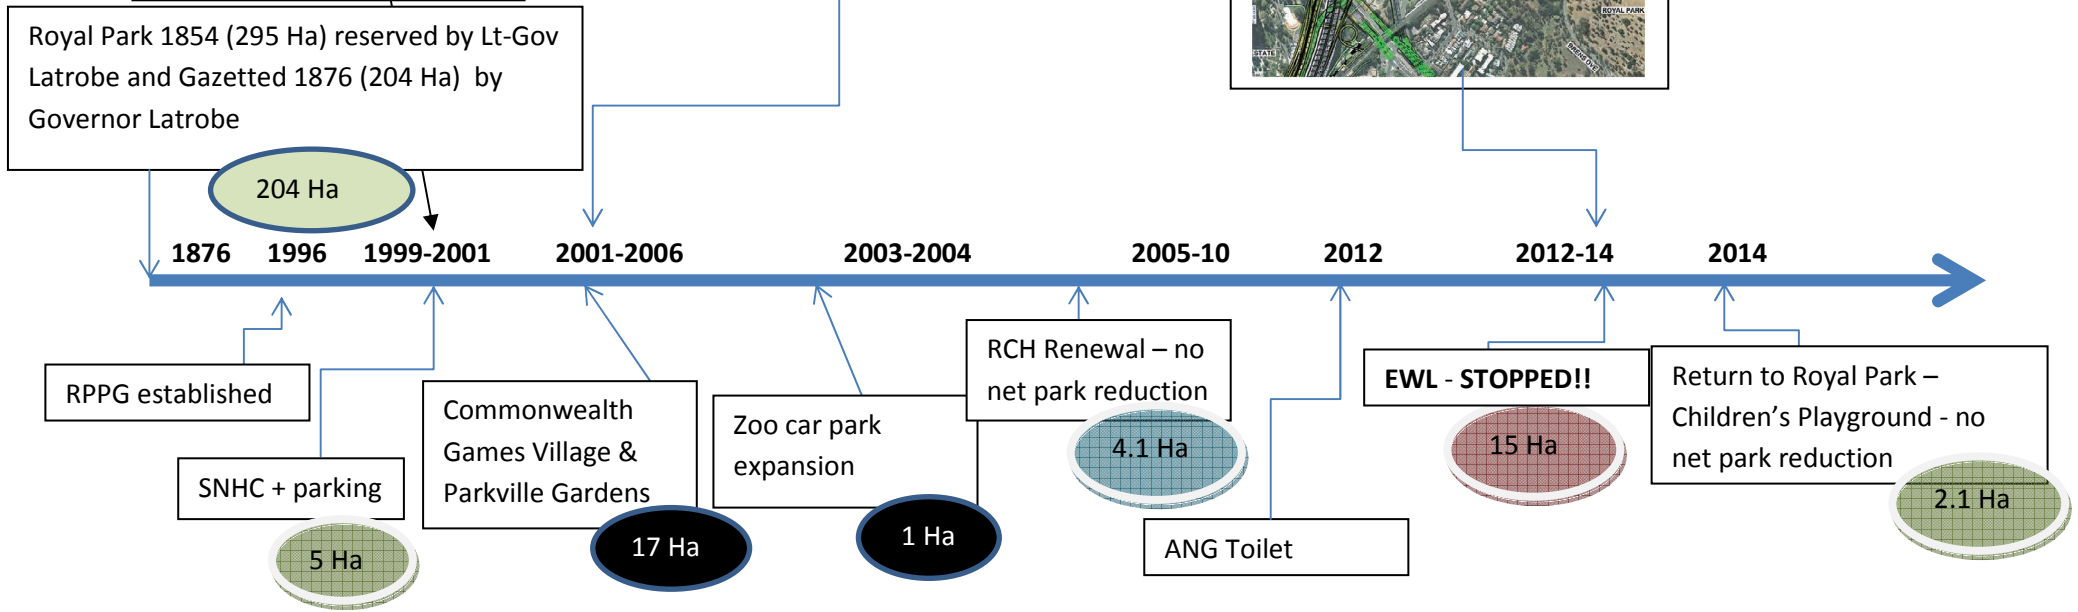 ROYAL PARK
ESTATE
Royal Park 1854 (295 Ha) reserved by Lt-Gov
Latrobe and Gazetted 1876 (204 Ha)  by
Governor Latrobe
204 Ha
1876
1996
1999-2001
2001-2006
2003-2004
2005-10
2012
2012-14
2014
RPPG established
SNHC + parking
5 Ha
Commonwealth
Games Village &
Parkville Gardens
17 Ha
Zoo car park
expansion
1 Ha
RCH Renewal – no
net park reduction
4.1 Ha
ANG Toilet
EWL - STOPPED!!
15 Ha
Return to Royal Park –
Children’s Playground - no
net park reduction
2.1 Ha